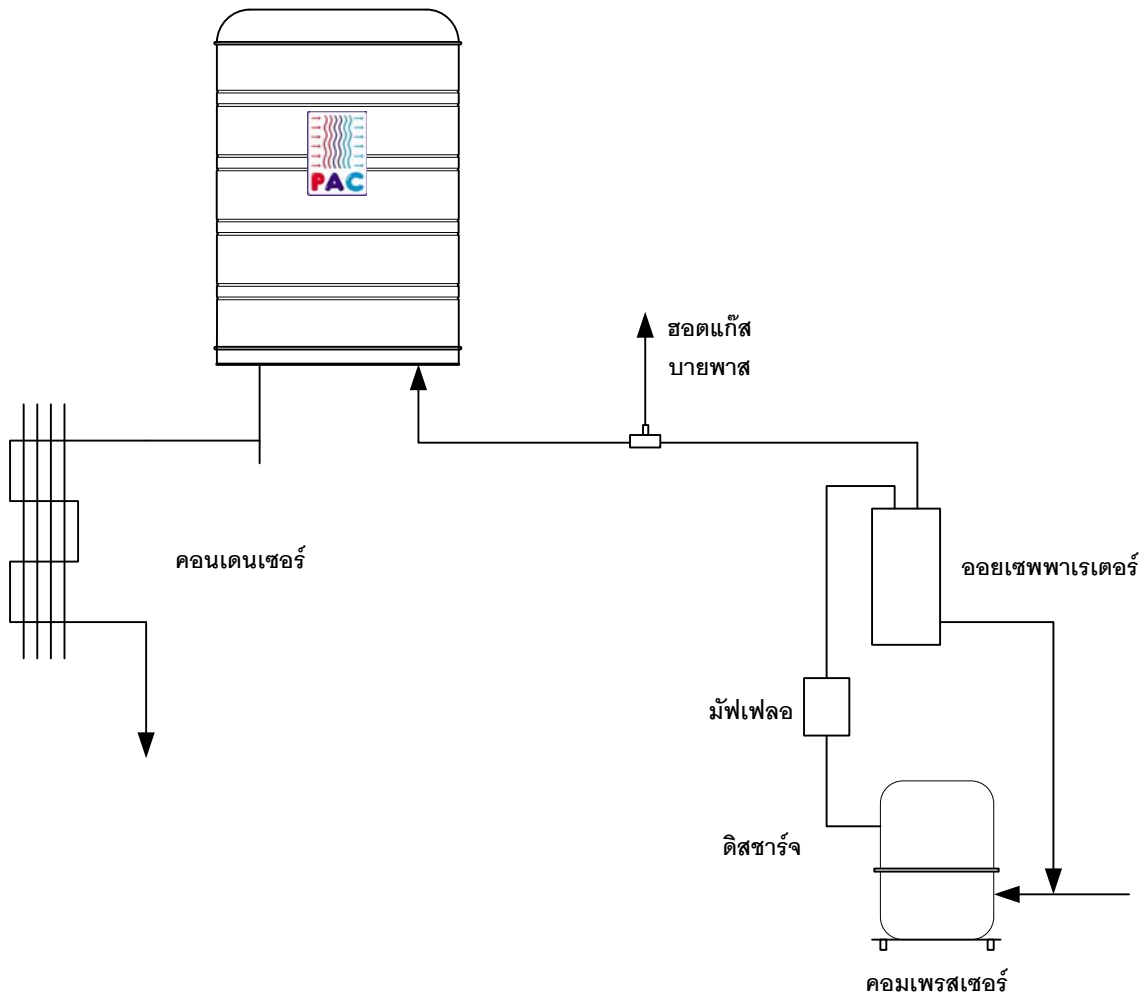 PAC
ฮอตแก๊ส
บายพาส
คอนเดนเซอร์
ออยเซพพาเรเตอร์
มัฟเฟลอ
ดิสชาร์จ
คอมเพรสเซอร์